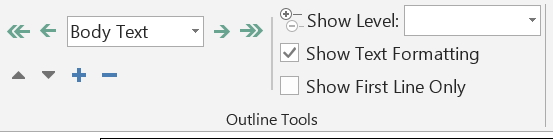 Body Text
Show Level:
Show Text Formatting
Show First Line Only
Outline Tools